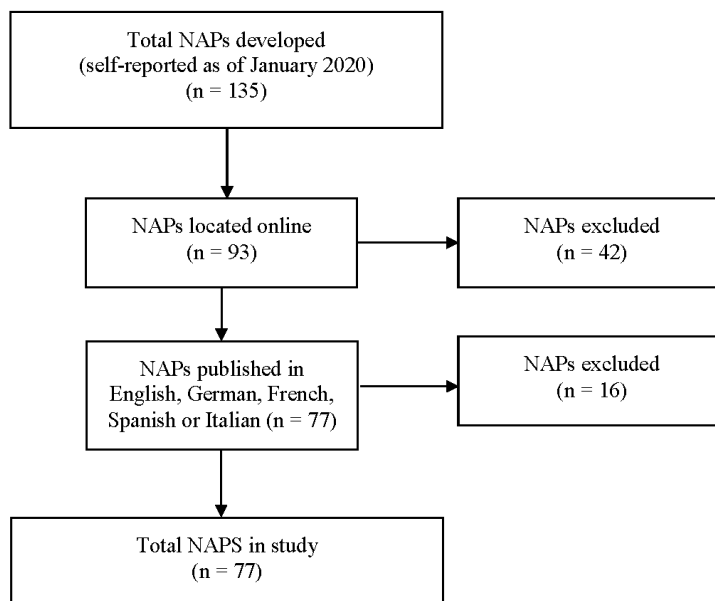 Total NAPs developed
(self-reported as of January 2020)
(n = 135)
NAPs located online
(n = 93)
NAPs excluded
(n = 42)
NAPs published in
English, German, French,
Spanish or Italian (n = 77)
NAPs excluded
(n = 16)
Total NAPS in study
(n = 77)